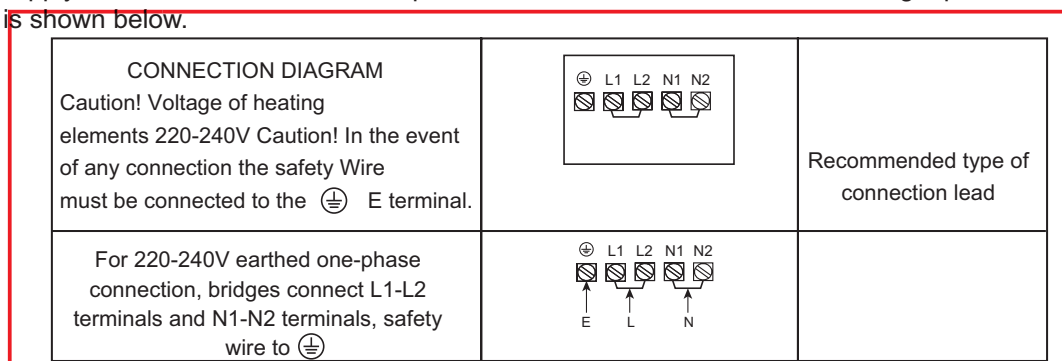 is shown below.
CONNECTION DIAGRAM
Caution! Voltage of heating
elements 220-240V Caution! In the event
of any connection the safety Wire
must be connected to the ⏚ E terminal.
⏚ L1 L2 N1 N2
Recommended type of
connection lead
For 220-240V earthed one-phase
connection, bridges connect L1-L2
terminals and N1-N2 terminals, safety
wire to ⏚
⏚ L1 L2 N1 N2
E L N